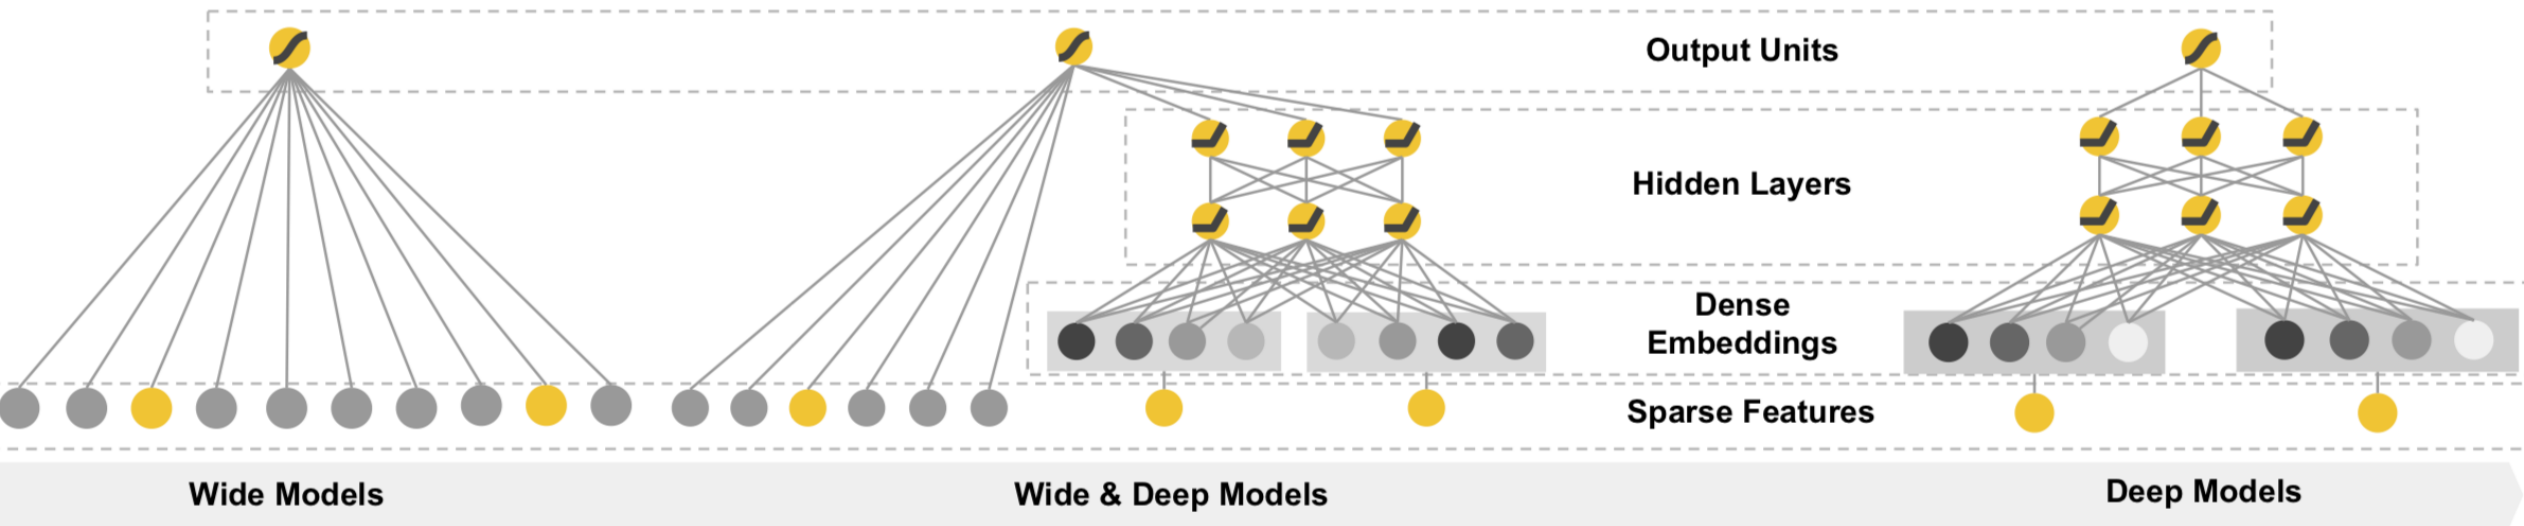 Output Units
Hidden Layers
Dense
Embeddings
Sparse Features
Wide Models
Wide & Deep Models
Deep Models